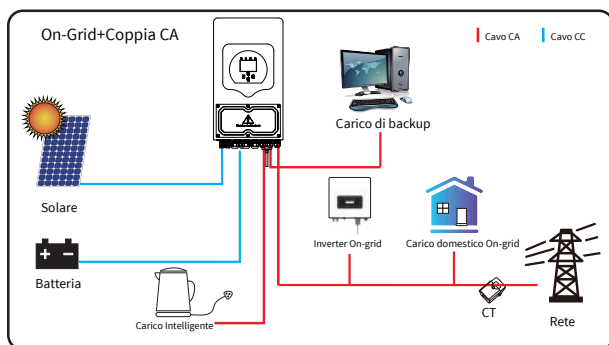 On-Grid+Coppia CA
Cavo CA
Cavo CC
Carico di backup
Solare
Inverter On-grid
Carico domestico On-grid
Batteria
CT
Rete
Carico Intelligente